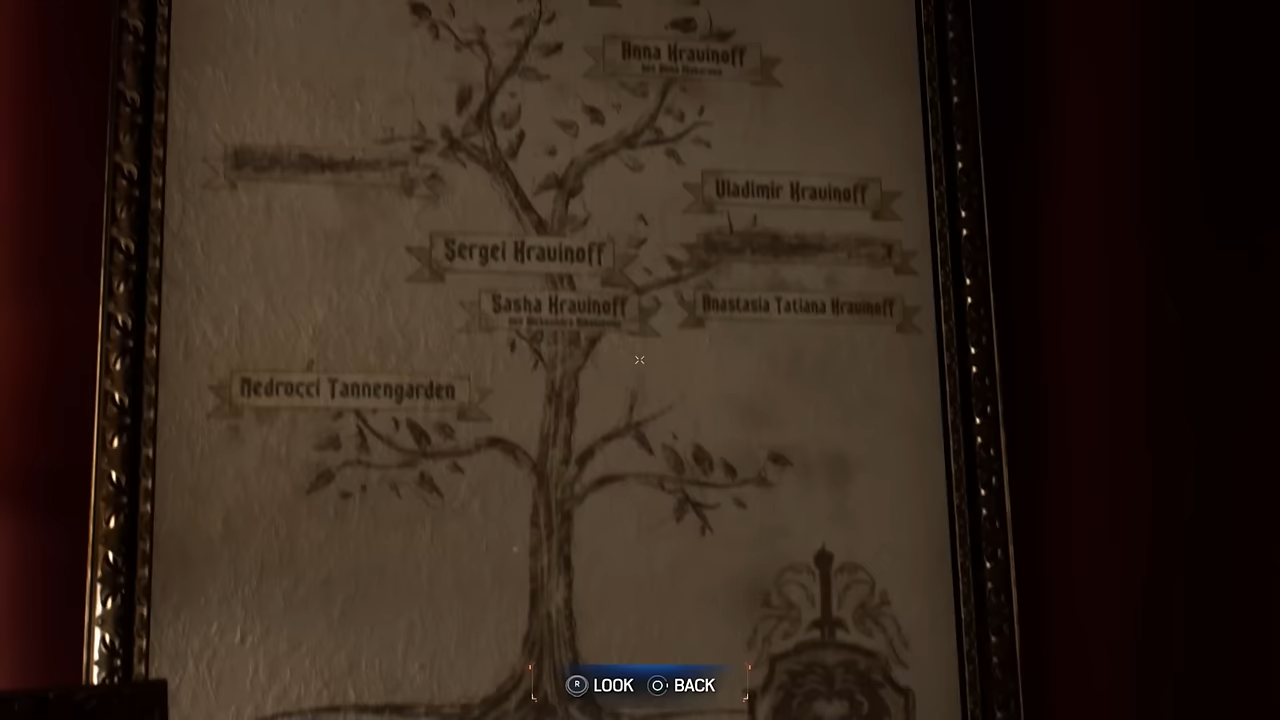 Anna Kravinoff
Vladimir Kravinoff
Sergei Kravinoff
Sasha Kravinoff
Anastasia Tatiana Kravinoff
Nedrocci Tannengarden
R LOOK BACK